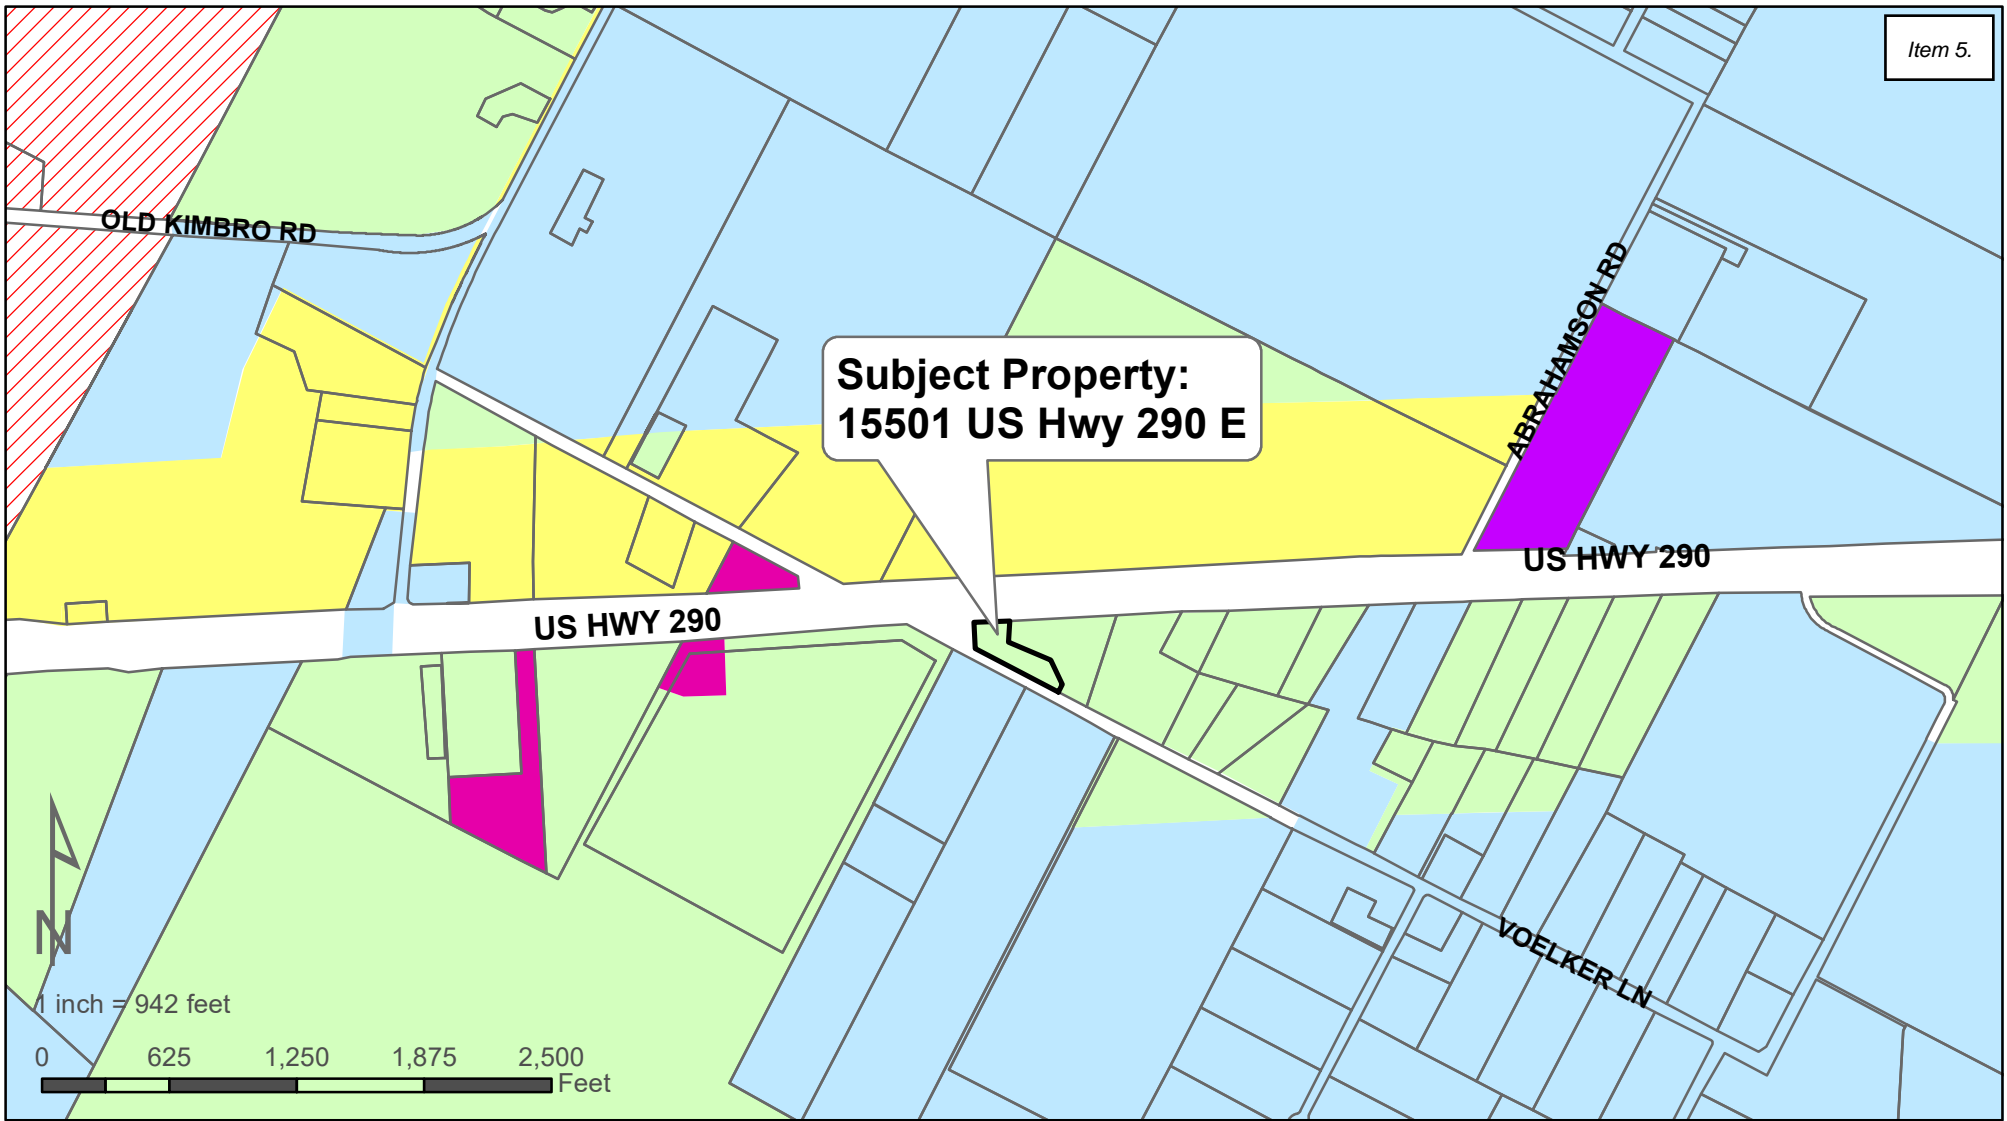 Item 5.
OLD KIMBRO RD
ABRAHAMSON RD
Subject Property:
15501 US Hwy 290 E
US HWY 290
US HWY 290
VOELKER LN
N
1 inch = 942 feet
0 625 1,250 1,875 2,500
Feet